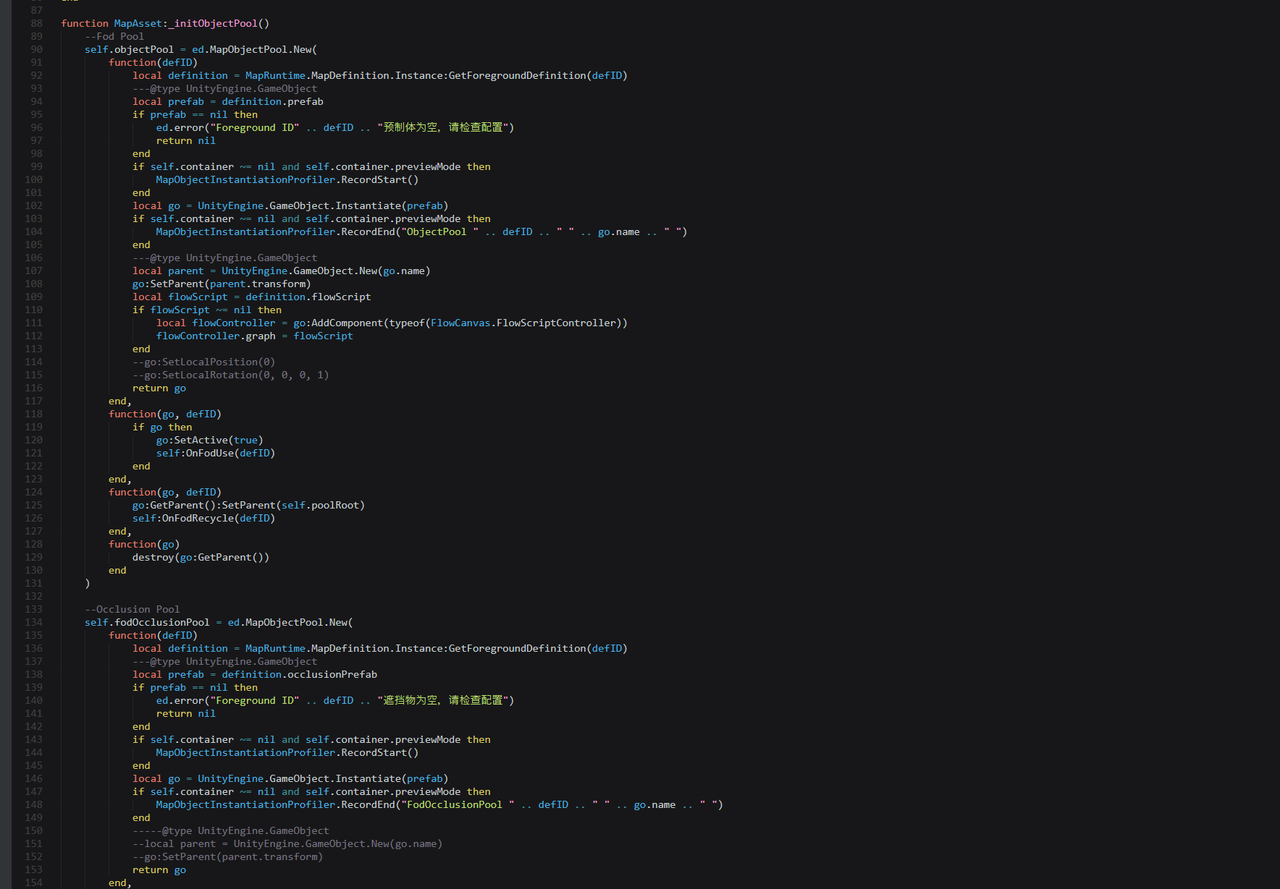 87
88 function MapAsset:_initObjectPool()
89 --Fod Pool
90 self.objectPool = ed.MapObjectPool.New(
91 function(defID)
92 local definition = MapRuntime.MapDefinition.Instance:GetForegroundDefinition(defID)
93 ---@type UnityEngine.GameObject
94 local prefab = definition.prefab
95 if prefab == nil then
96 ed.error("Foreground ID" .. defID .. "预制体为空，请检查配置")
97 return nil
98 end
99 if self.container ~= nil and self.container.previewMode then
100 MapObjectInstantiationProfiler.RecordStart()
101 end
102 local go = UnityEngine.GameObject.Instantiate(prefab)
103 if self.container ~= nil and self.container.previewMode then
104 MapObjectInstantiationProfiler.RecordEnd("ObjectPool " .. defID .. " " .. go.name .. " ")
105 end
106 ---@type UnityEngine.GameObject
107 local parent = UnityEngine.GameObject.New(go.name)
108 go:SetParent(parent.transform)
109 local flowScript = definition.flowScript
110 if flowScript ~= nil then
111 local flowController = go:AddComponent(typeof(FlowCanvas.FlowScriptController))
112 flowController.graph = flowScript
113 end
114 --go:SetLocalPosition(0)
115 --go:SetLocalRotation(0, 0, 0, 1)
116 return go
117 end,
118 function(go, defID)
119 if go then
120 go:SetActive(true)
121 self:OnFodUse(defID)
122 end
123 end,
124 function(go, defID)
125 go:GetParent():SetParent(self.poolRoot)
126 self:OnFodRecycle(defID)
127 end,
128 function(go)
129 destroy(go:GetParent())
130 end
131 )
132
133 --Occlusion Pool
134 self.fodOcclusionPool = ed.MapObjectPool.New(
135 function(defID)
136 local definition = MapRuntime.MapDefinition.Instance:GetForegroundDefinition(defID)
137 ---@type UnityEngine.GameObject
138 local prefab = definition.occlusionPrefab
139 if prefab == nil then
140 ed.error("Foreground ID" .. defID .. "遮挡物为空，请检查配置")
141 return nil
142 end
143 if self.container ~= nil and self.container.previewMode then
144 MapObjectInstantiationProfiler.RecordStart()
145 end
146 local go = UnityEngine.GameObject.Instantiate(prefab)
147 if self.container ~= nil and self.container.previewMode then
148 MapObjectInstantiationProfiler.RecordEnd("FodOcclusionPool " .. defID .. " " .. go.name .. " ")
149 end
150 -----@type UnityEngine.GameObject
151 --local parent = UnityEngine.GameObject.New(go.name)
152 --go:SetParent(parent.transform)
153 return go
154 end,